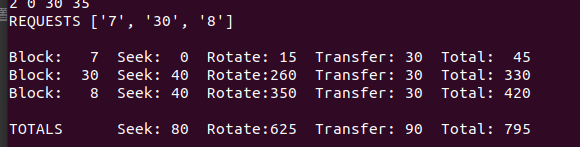 2 0 30 35
REQUESTS ['7', '30', '8']
Block:   7  Seek:  0  Rotate: 15  Transfer: 30  Total:  45
Block:  30  Seek: 40  Rotate:260  Transfer: 30  Total: 330
Block:   8  Seek: 40  Rotate:350  Transfer: 30  Total: 420
TOTALS      Seek: 80  Rotate:625  Transfer: 90  Total: 795